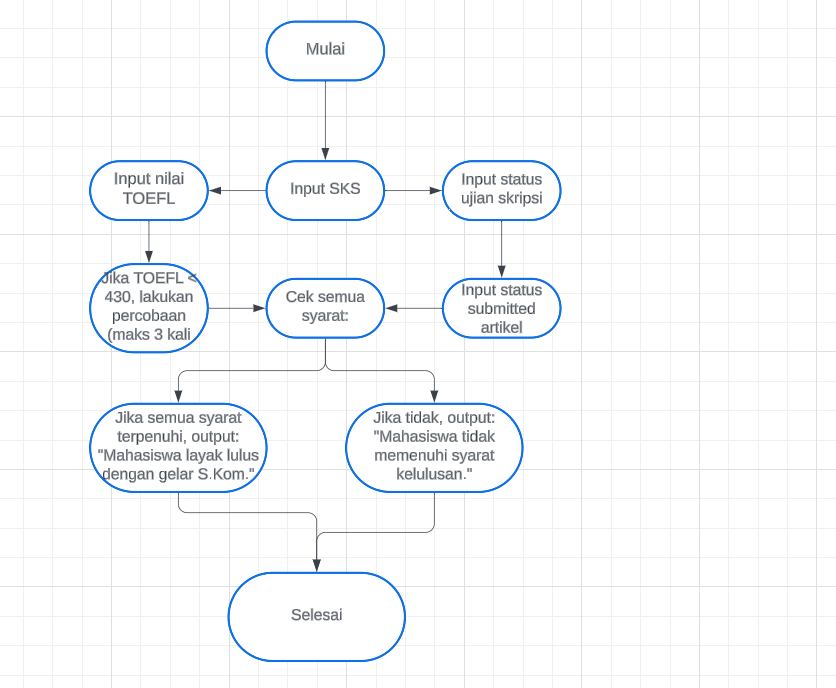 Mulai
Input nilai
TOEFL
Input SKS
Input status
ujian skripsi
Jika TOEFL <
430, lakukan
percobaan
(maks 3 kali
Cek semua
syarat:
Input status
submitted
artikel
Jika semua syarat
terpenuhi, output:
"Mahasiswa layak lulus
dengan gelar S.Kom."
Jika tidak, output:
"Mahasiswa tidak
memenuhi syarat
kelulusan."
Selesai